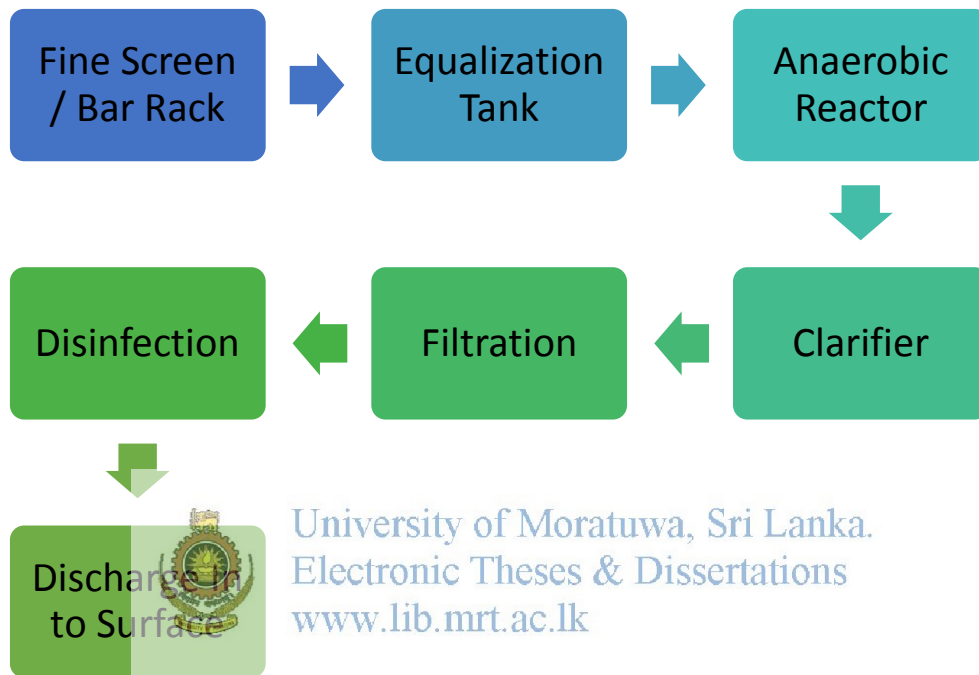 Fine Screen
/ Bar Rack
Equalization
Tank
Anaerobic
Reactor
Clarifier
Filtration
Disinfection
Discharge in
to Surface
University of Moratuwa, Sri Lanka.
Electronic Theses & Dissertations
www.lib.mrt.ac.lk